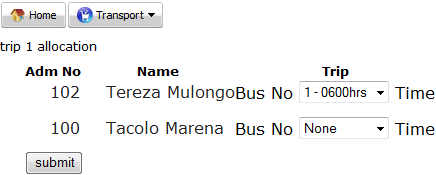 Home Transport
trip 1 allocation
Adm No Name Trip
102 Tereza Mulongo Bus No 1 - 0600hrs Time
100 Tacolo Marena Bus No None Time
submit